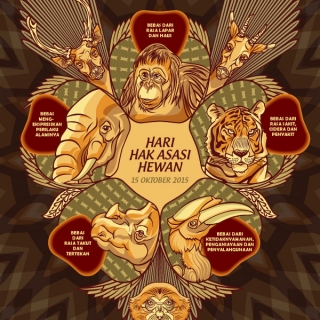 BEBAS DARI
RASA LAPAR
DAN HAUS
BEBAS
MENG-
EKSPRESIKAN
PERILAKU
ALAMINYA
BEBAS DARI
RASA SAKIT,
CIDERA DAN
PENYAKIT
HARI
HAK ASASI
HEWAN
15 OKTOBER 2015
BEBAS
DARI
RASA TAKUT
DAN
TERTEKAN
BEBAS DARI
KETIDAKNYAMANAN,
PENGANIAYAAN DAN
PENYALAHGUNAAN